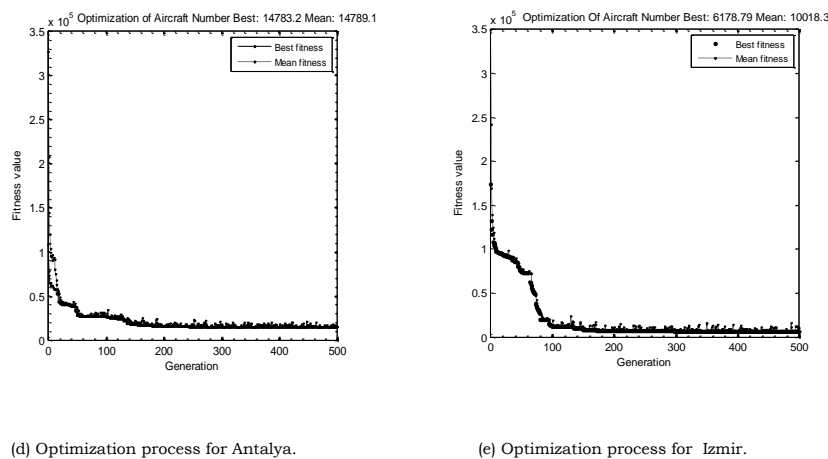 x 10⁵ Optimization of Aircraft Number Best: 14783.2 Mean: 14789.1
3.5
3
2.5
2
1.5
1
0.5
0
Fitness value
0 100 200 300 400 500
Generation
Best fitness
Mean fitness
x 10⁵ Optimization Of Aircraft Number Best: 6178.79 Mean: 10018.3
3.5
3
2.5
2
1.5
1
0.5
0
Fitness value
0 100 200 300 400 500
Generation
Best fitness
Mean fitness
(d) Optimization process for Antalya.
(e) Optimization process for Izmir.